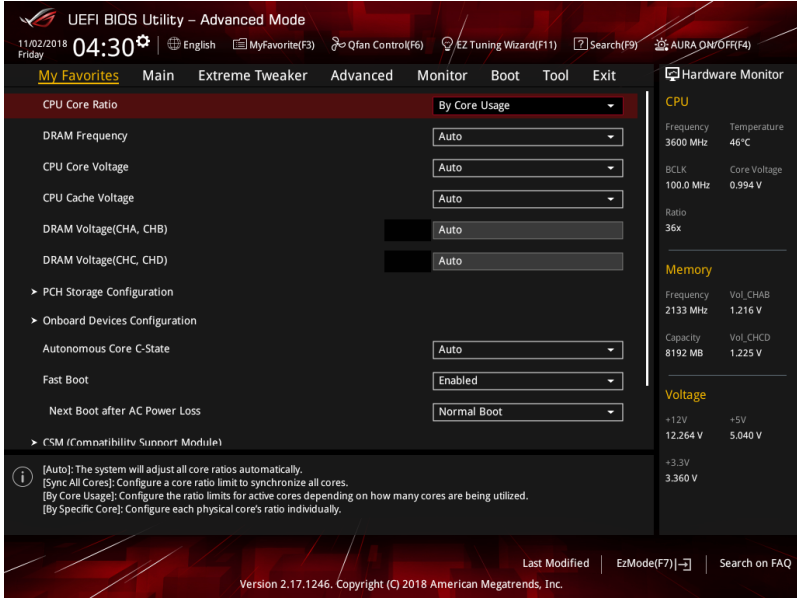 UEFI BIOS Utility – Advanced Mode
11/02/2018
Friday
04:30
English
MyFavorite(F3)
Qfan Control(F6)
EZ Tuning Wizard(F11)
? Search(F9)
AURA ON/OFF(F4)
My Favorites Main Extreme Tweaker Advanced Monitor Boot Tool Exit
CPU Core Ratio By Core Usage
DRAM Frequency Auto
CPU Core Voltage Auto
CPU Cache Voltage Auto
DRAM Voltage(CHA, CHB) Auto
DRAM Voltage(CHC, CHD) Auto
> PCH Storage Configuration
> Onboard Devices Configuration
Autonomous Core C-State Auto
Fast Boot Enabled
Next Boot after AC Power Loss Normal Boot
> CSM (Compatibility Support Module)
i
[Auto]: The system will adjust all core ratios automatically.
[Sync All Cores]: Configure a core ratio limit to synchronize all cores.
[By Core Usage]: Configure the ratio limits for active cores depending on how many cores are being utilized.
[By Specific Core]: Configure each physical core's ratio individually.
Hardware Monitor
CPU
Frequency Temperature
3600 MHz 46°C
BCLK Core Voltage
100.0 MHz 0.994 V
Ratio
36x
Memory
Frequency Vol_CHAB
2133 MHz 1.216 V
Capacity Vol_CHCD
8192 MB 1.225 V
Voltage
+12V +5V
12.264 V 5.040 V
+3.3V
3.360 V
Last Modified EzMode(F7) Search on FAQ
Version 2.17.1246. Copyright (C) 2018 American Megatrends, Inc.